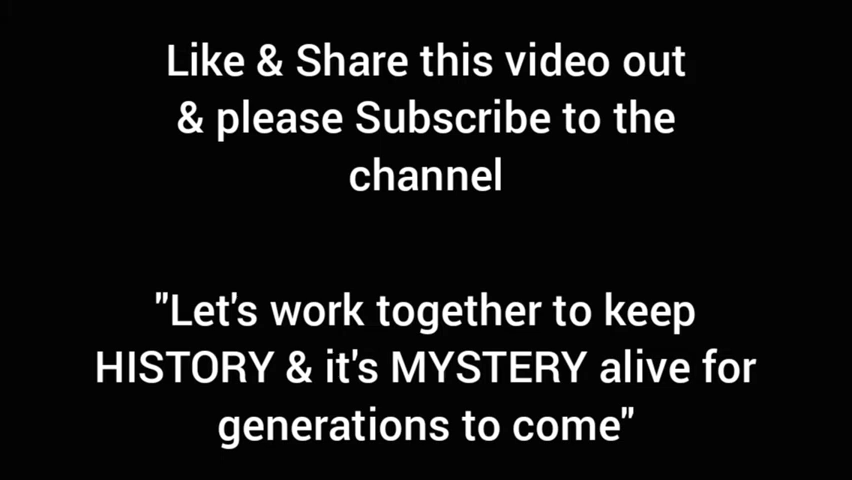 Like & Share this video out
& please Subscribe to the
channel
"Let's work together to keep
HISTORY & it's MYSTERY alive for
generations to come"